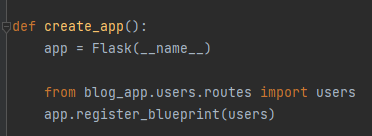 def create_app():
    app = Flask(__name__)
    from blog_app.users.routes import users
    app.register_blueprint(users)